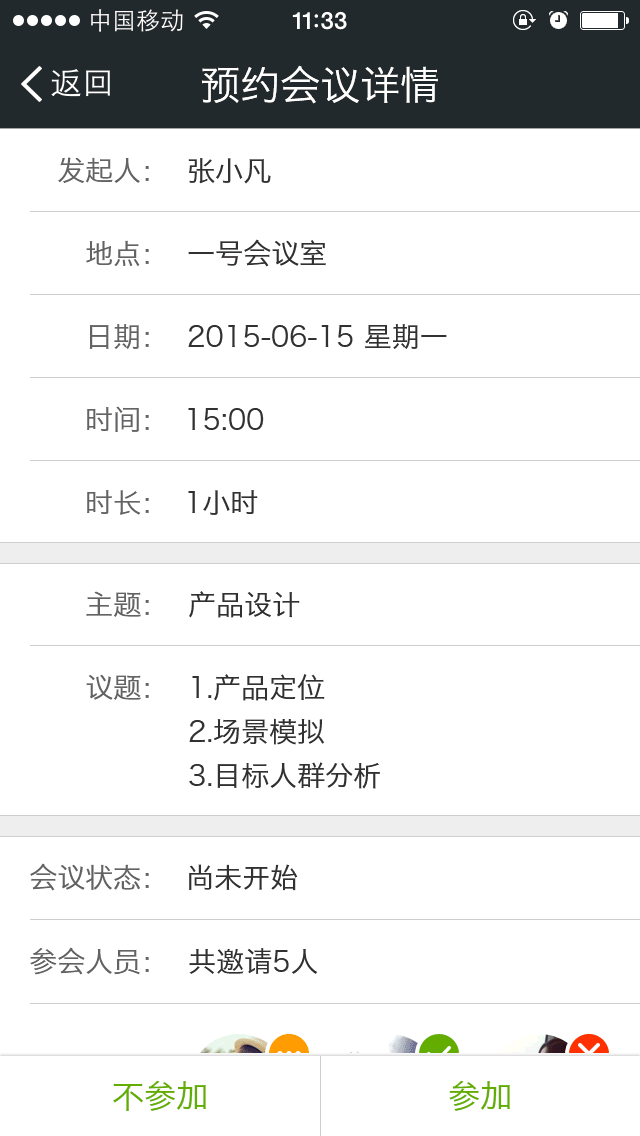 中国移动 11:33
返回 预约会议详情
发起人： 张小凡
地点： 一号会议室
日期： 2015-06-15 星期一
时间： 15:00
时长： 1小时
主题： 产品设计
议题： 1.产品定位
2.场景模拟
3.目标人群分析
会议状态： 尚未开始
参会人员： 共邀请5人
不参加 参加